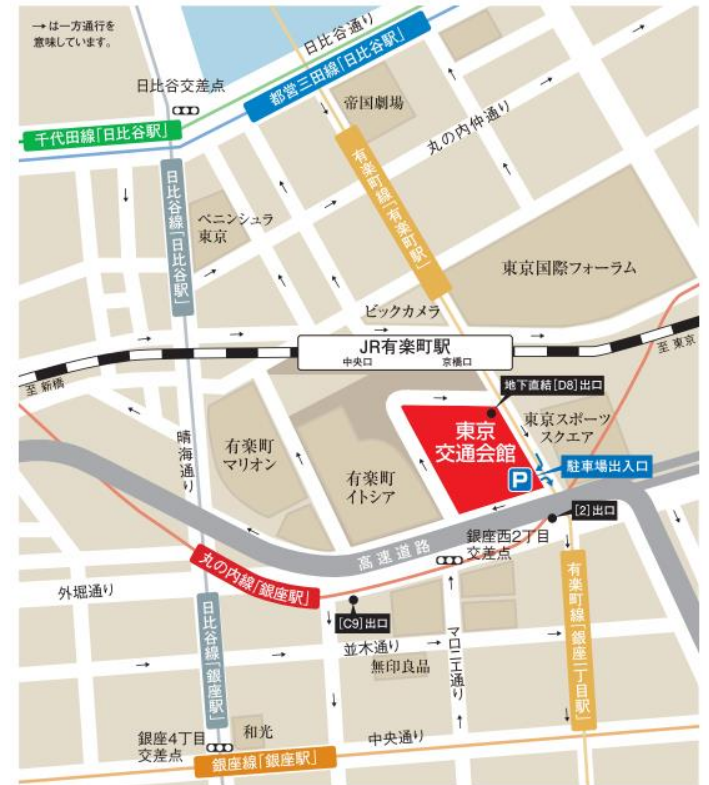 →は一方通行を
意味しています。
日比谷通り
日比谷交差点
都営三田線「日比谷駅」
帝国劇場
千代田線「日比谷駅」
丸の内仲通り
日比谷線「日比谷駅」
有楽町線「有楽町駅」
ペニンシュラ
東京
東京国際フォーラム
ビックカメラ
JR有楽町駅
中央口
京橋口
至 新橋
至 東京
地下直結[D8]出口
東京
交通会館
東京スポーツ
スクエア
P
駐車場出入口
晴海通り
有楽町
マリオン
有楽町
イトシア
[2]出口
高速道路
銀座西2丁目
交差点
外堀通り
丸の内線「銀座駅」
[C9]出口
日比谷線「銀座駅」
並木通り
マロニエ通り
有楽町線「銀座一丁目駅」
無印良品
銀座4丁目
交差点
和光
中央通り
銀座線「銀座駅」